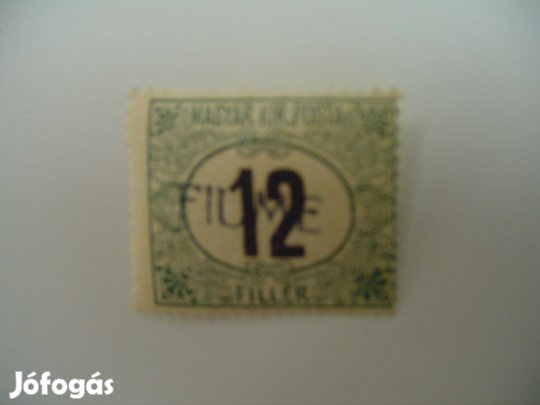 MAGYAR KIR. POSTA
12
FIUME
FILLÉR
Jófogás